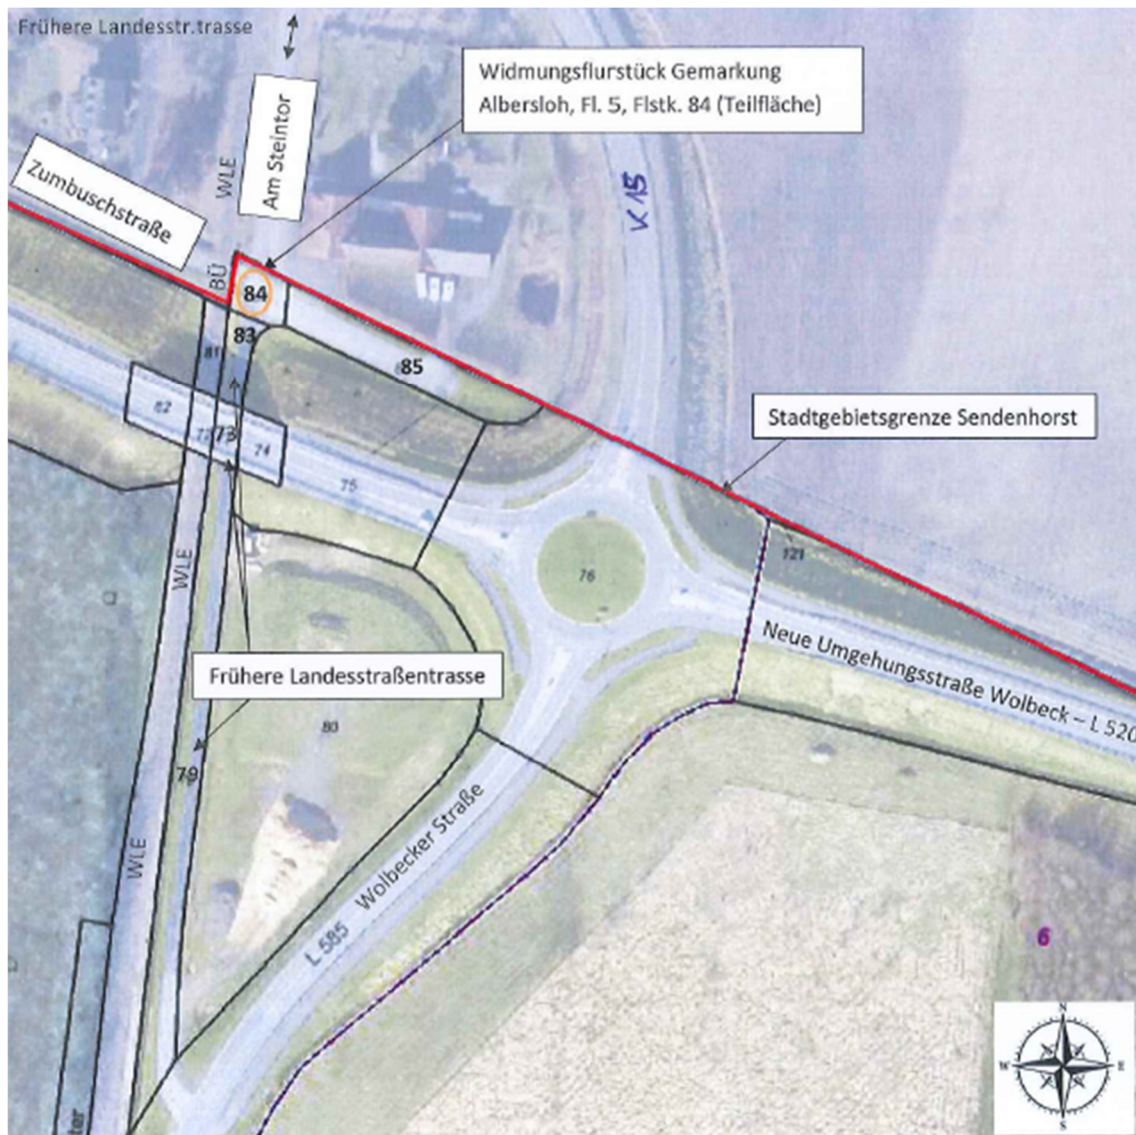 Frühere Landesstr.trasse
Widmungsflurstück Gemarkung
Albersloh, Fl. 5, Flstk. 84 (Teilfläche)
Am Steintor
WLE
Zumbuschstraße
K 15
BÜ
84
83
81
85
Stadtgebietsgrenze Sendenhorst
82
77
73
74
75
76
121
WLE
Neue Umgehungsstraße Wolbeck – L 520
Frühere Landesstraßentrasse
80
79
WLE
L 585 Wolbecker Straße
6
N
W
E
S